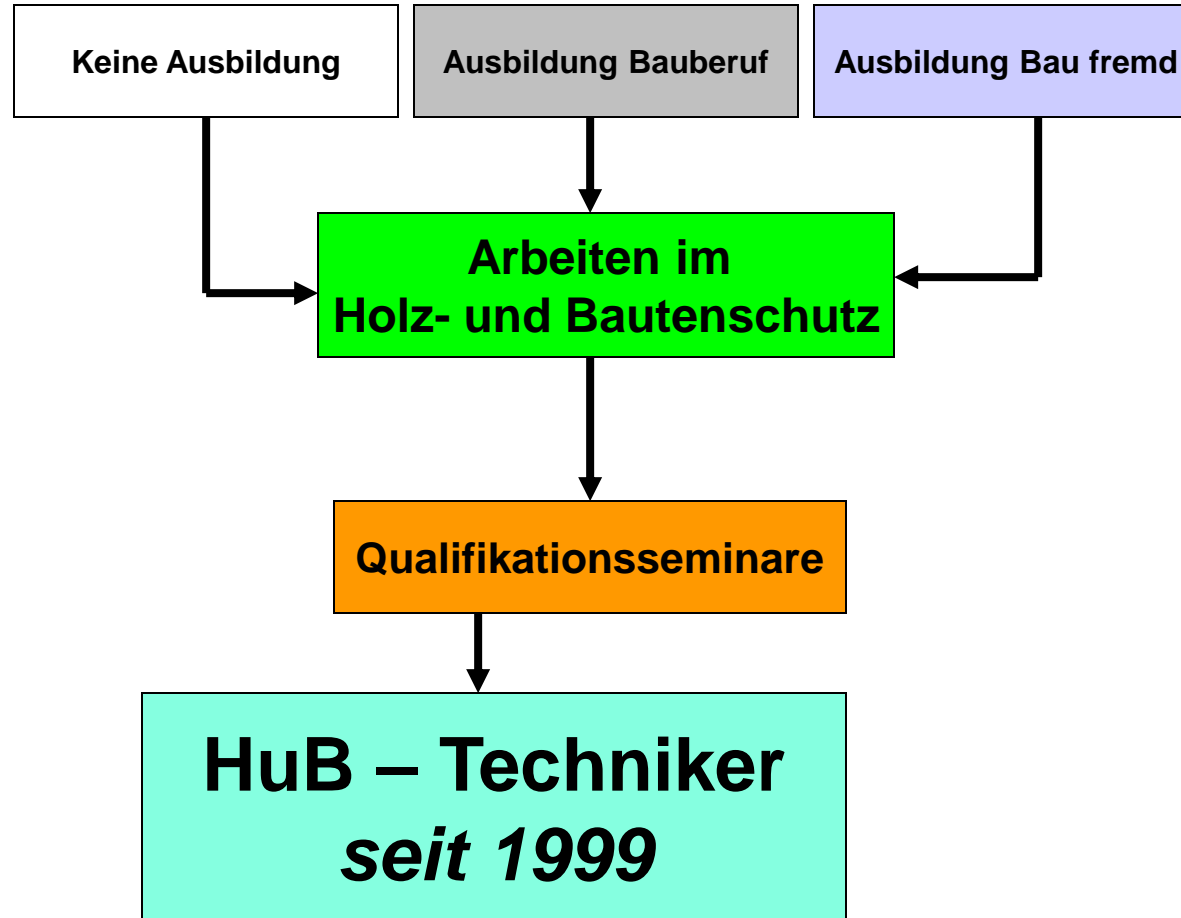 Keine Ausbildung
Ausbildung Bauberuf
Ausbildung Bau fremd
Arbeiten im
Holz- und Bautenschutz
Qualifikationsseminare
HuB – Techniker
seit 1999